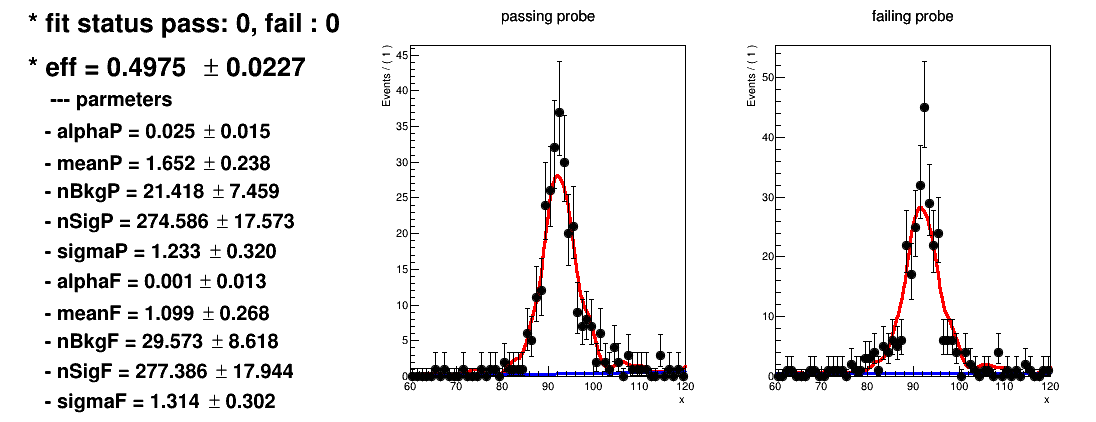 * fit status pass: 0, fail : 0
* eff = 0.4975 ± 0.0227
--- parmeters
- alphaP = 0.025 ± 0.015
- meanP = 1.652 ± 0.238
- nBkgP = 21.418 ± 7.459
- nSigP = 274.586 ± 17.573
- sigmaP = 1.233 ± 0.320
- alphaF = 0.001 ± 0.013
- meanF = 1.099 ± 0.268
- nBkgF = 29.573 ± 8.618
- nSigF = 277.386 ± 17.944
- sigmaF = 1.314 ± 0.302
passing probe
Events / ( 1 )
45
40
35
30
25
20
15
10
5
0
60 70 80 90 100 110 120
x
failing probe
Events / ( 1 )
50
40
30
20
10
0
60 70 80 90 100 110 120
x